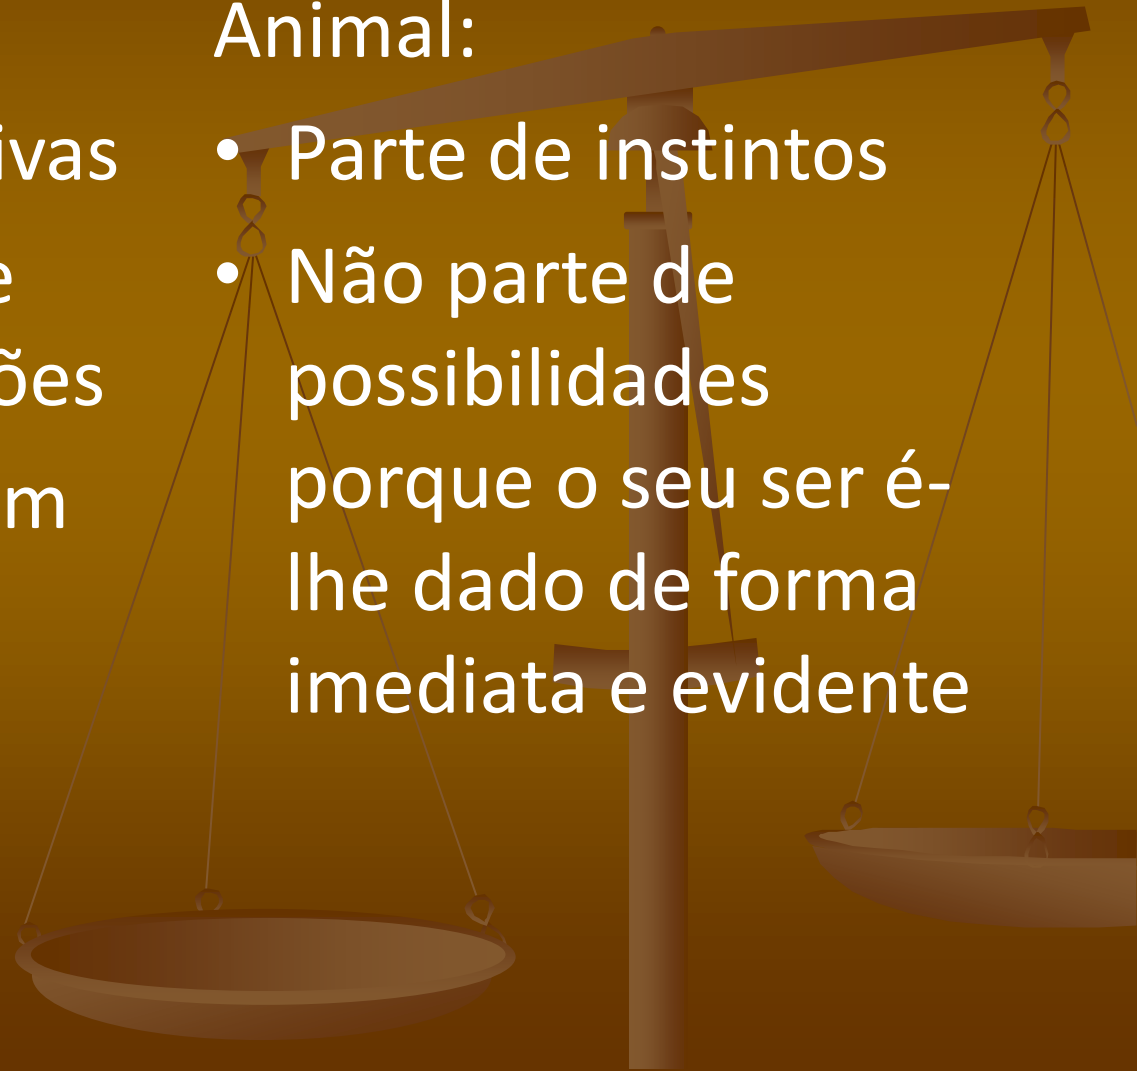 ivas
e
ões
m
Animal:
• Parte de instintos
• Não parte de
possibilidades
porque o seu ser é-
lhe dado de forma
imediata e evidente